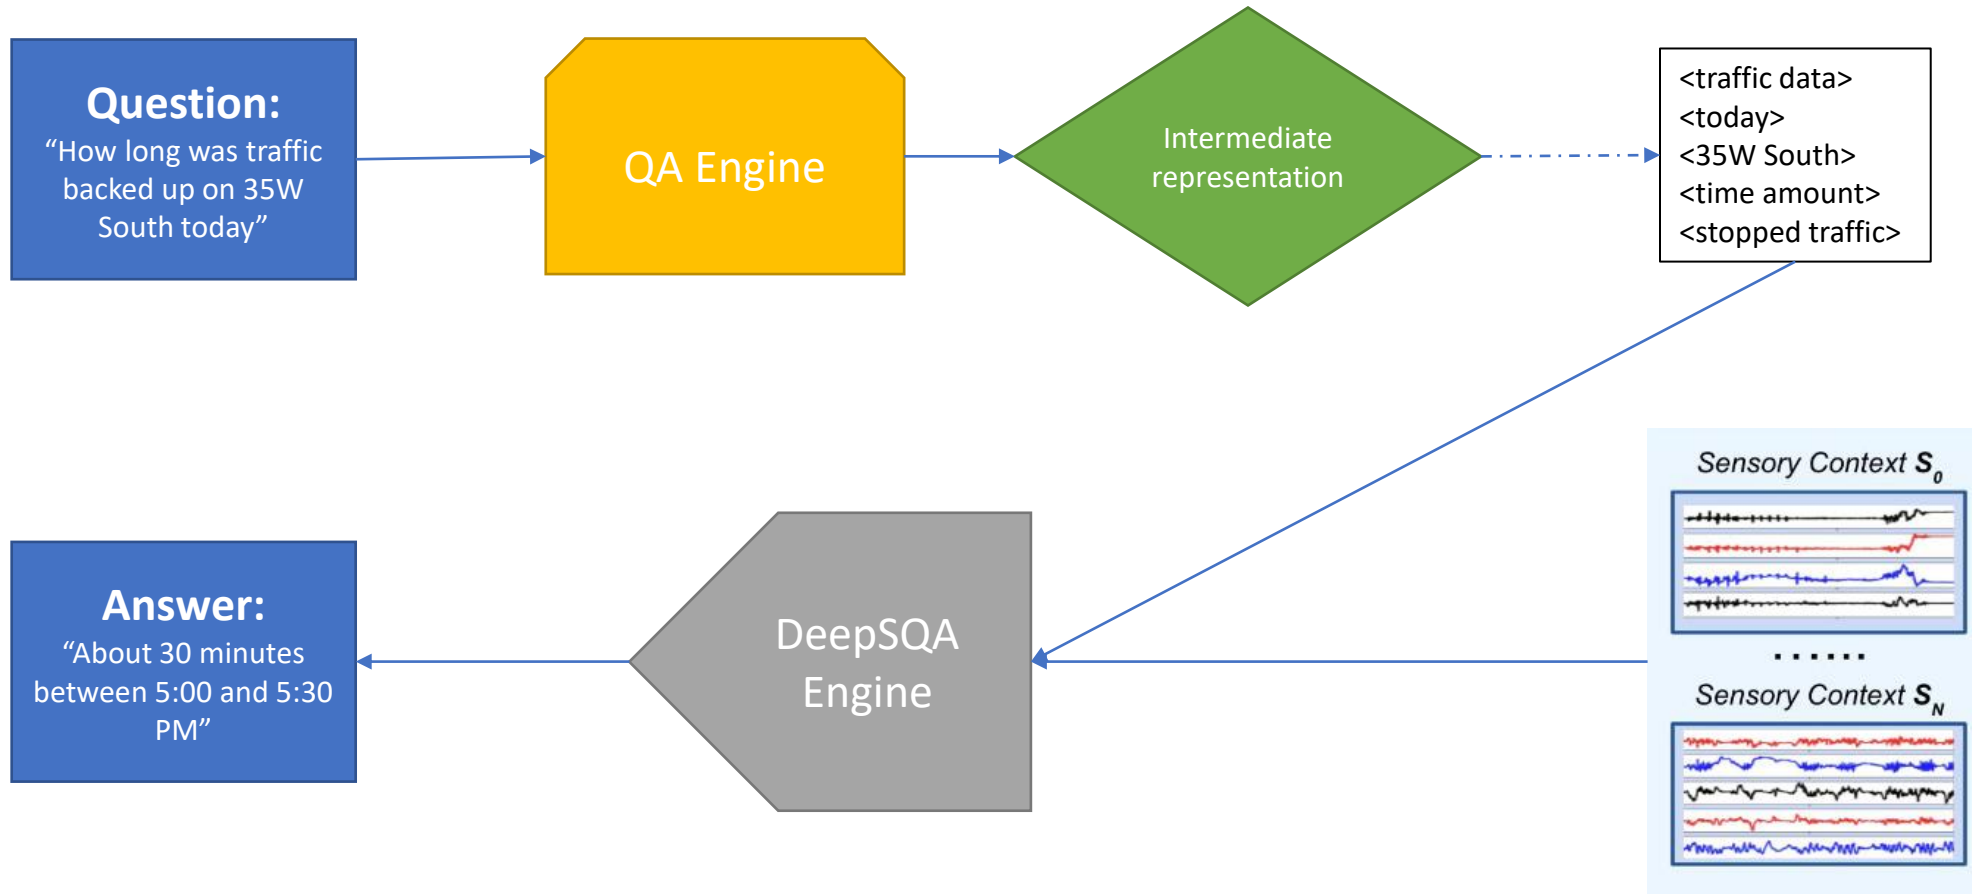 Question:
“How long was traffic
backed up on 35W
South today”
QA Engine
Intermediate
representation
<traffic data>
<today>
<35W South>
<time amount>
<stopped traffic>
Sensory Context S0
......
Sensory Context SN
DeepSQA
Engine
Answer:
“About 30 minutes
between 5:00 and 5:30
PM”